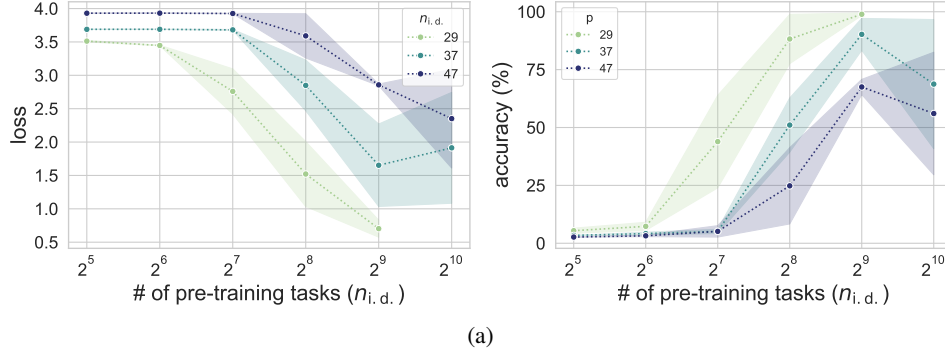 4.0
3.5
3.0
2.5
2.0
1.5
1.0
0.5
loss
n_{i.d.}
29
37
47
2^5 2^6 2^7 2^8 2^9 2^10
# of pre-training tasks (n_{i.d.})
100
75
50
25
0
accuracy (%)
p
29
37
47
2^5 2^6 2^7 2^8 2^9 2^10
# of pre-training tasks (n_{i.d.})
(a)